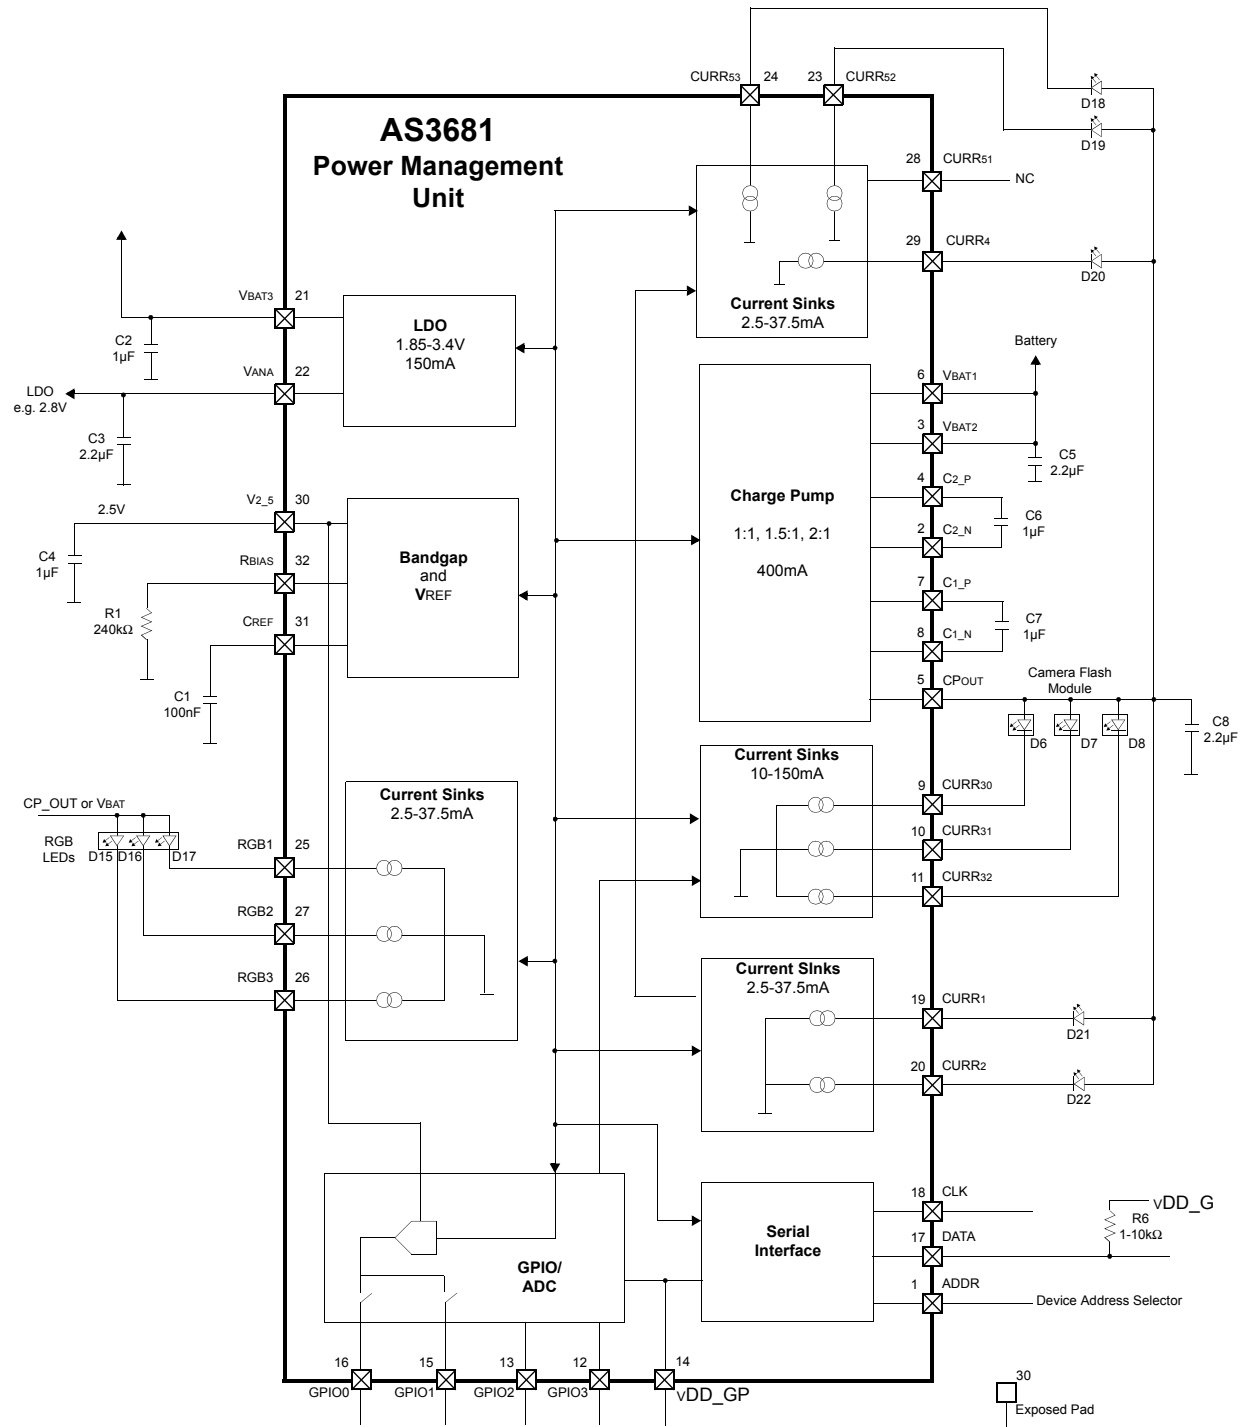 CURR53
24
23
CURR52
D18
D19
AS3681
Power Management
Unit
28
CURR51
NC
29
CURR4
D20
Current Sinks
2.5-37.5mA
VBAT3
21
LDO
1.85-3.4V
150mA
C2
1µF
VANA
22
LDO
e.g. 2.8V
C3
2.2µF
Battery
6
VBAT1
3
VBAT2
C5
2.2µF
4
C2_P
C6
1µF
2
C2_N
7
C1_P
C7
1µF
8
C1_N
5
CPOUT
Charge Pump
1:1, 1.5:1, 2:1
400mA
V2_5
30
2.5V
C4
1µF
RBIAS
32
R1
240kΩ
CREF
31
C1
100nF
Bandgap
and
VREF
Camera Flash
Module
D6
D7
D8
C8
2.2µF
Current Sinks
10-150mA
9
CURR30
10
CURR31
11
CURR32
CP_OUT or VBAT
RGB
LEDs
D15
D16
D17
RGB1
25
RGB2
27
RGB3
26
Current Sinks
2.5-37.5mA
Current SInks
2.5-37.5mA
19
CURR1
D21
20
CURR2
D22
18
CLK
17
DATA
1
ADDR
VDD_G
R6
1-10kΩ
Device Address Selector
Serial
Interface
GPIO/
ADC
16
15
13
12
14
GPIO0
GPIO1
GPIO2
GPIO3
VDD_GP
30
Exposed Pad